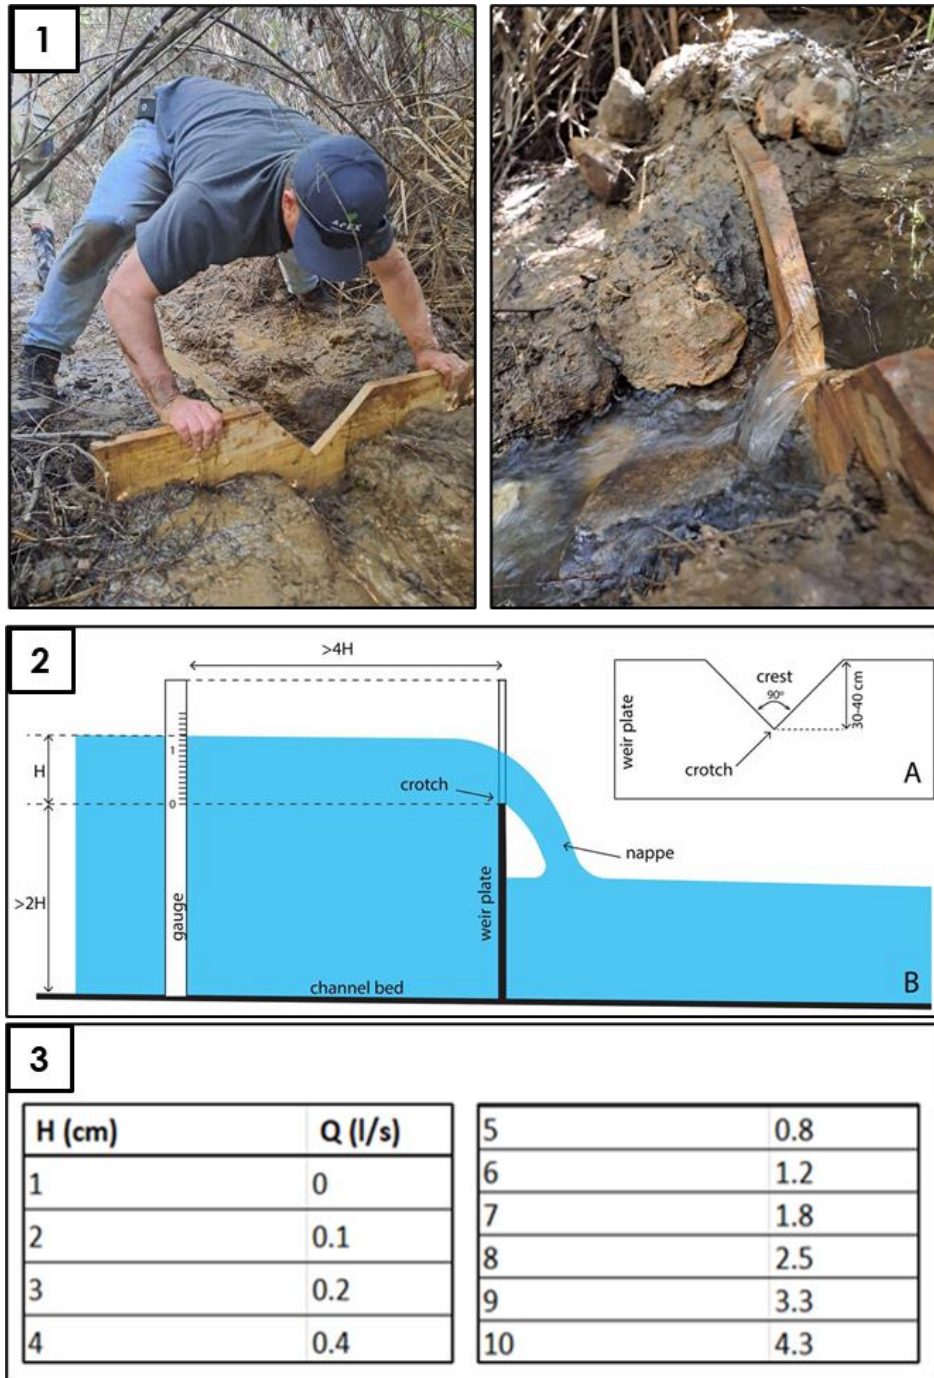 1
APEX
2
>4H
H
>2H
1
0
gauge
channel bed
crotch
weir plate
nappe
B
weir plate
crest
90°
crotch
30-40 cm
A
3
H (cm) Q (l/s)
1 0
2 0.1
3 0.2
4 0.4
5 0.8
6 1.2
7 1.8
8 2.5
9 3.3
10 4.3